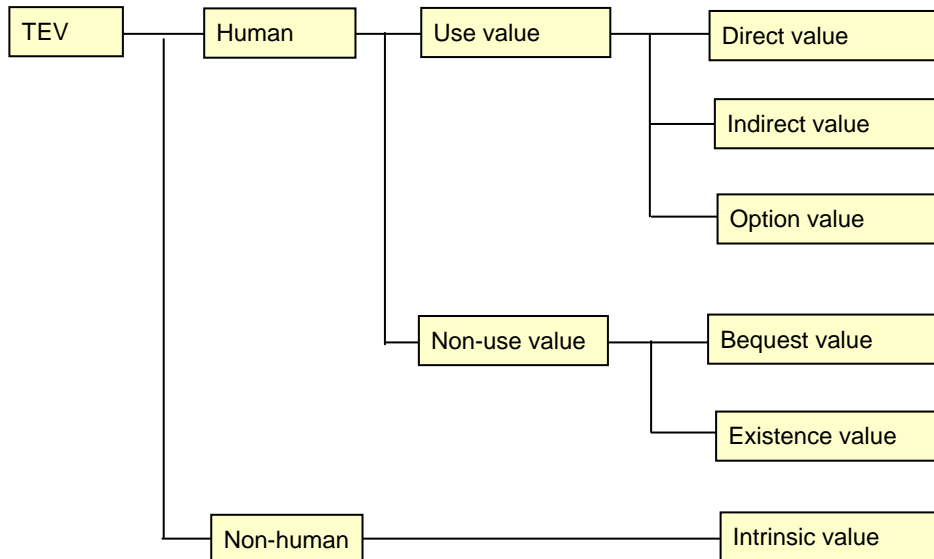 TEV
Human
Use value
Direct value
Indirect value
Option value
Non-use value
Bequest value
Existence value
Non-human
Intrinsic value